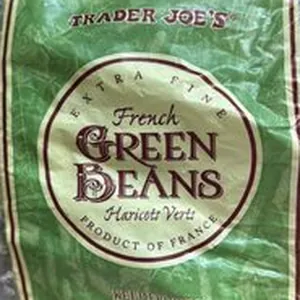 TRADER JOE'S
EXTRA FINE
French
GREEN
BEANS
Haricots Verts
PRODUCT OF FRANCE